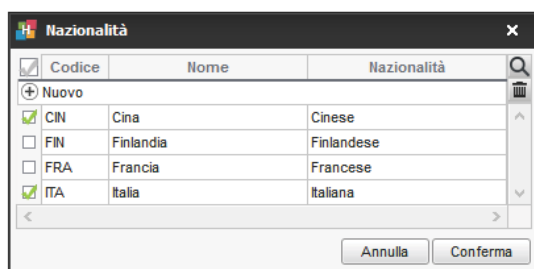 H Nazionalità
Codice Nome Nazionalità
Nuovo
CIN Cina Cinese
FIN Finlandia Finlandese
FRA Francia Francese
ITA Italia Italiana
Annulla Conferma